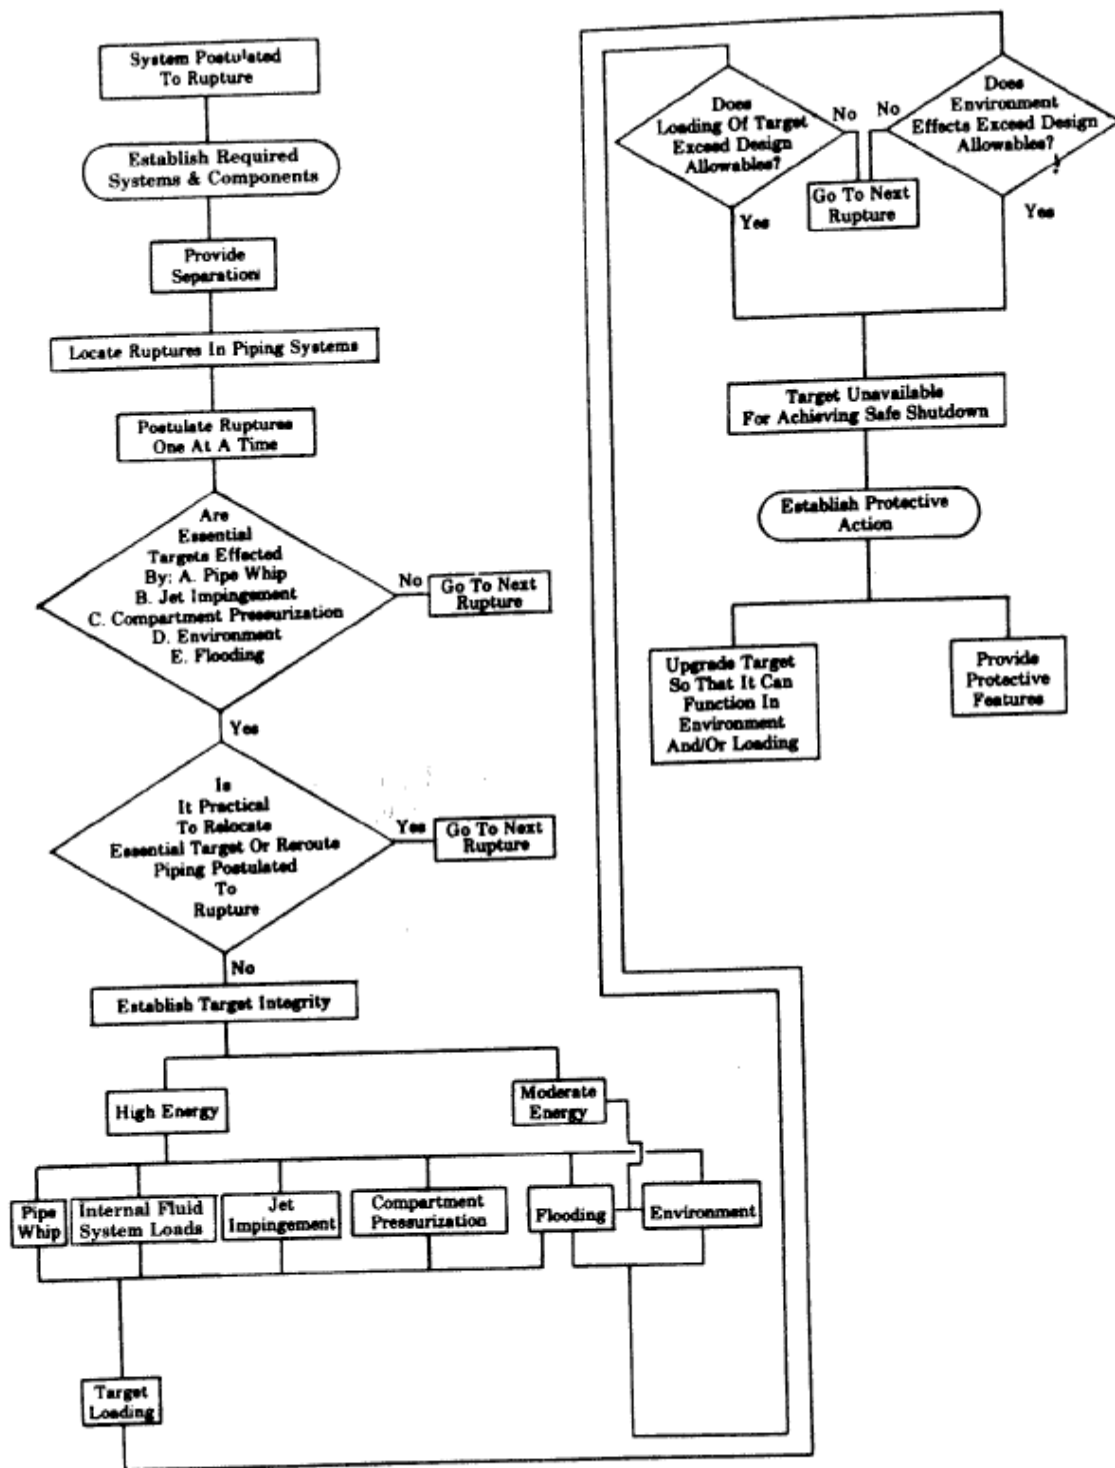 System Postulated
To Rupture
Establish Required
Systems & Components
Provide
Separation
Locate Ruptures In Piping Systems
Postulate Ruptures
One At A Time
Are
Essential
Targets Effected
By: A. Pipe Whip
B. Jet Impingement
C. Compartment Pressurization
D. Environment
E. Flooding
No
Go To Next
Rupture
Yes
Is
It Practical
To Relocate
Essential Target Or Reroute
Piping Postulated
To
Rupture
Yes
Go To Next
Rupture
No
Establish Target Integrity
High Energy
Moderate
Energy
Pipe
Whip
Internal Fluid
System Loads
Jet
Impingement
Compartment
Pressurization
Flooding
Environment
Target
Loading
Does
Loading Of Target
Exceed Design
Allowables?
No
Yes
Does
Environment
Effects Exceed Design
Allowables?
No
Yes
Go To Next
Rupture
Target Unavailable
For Achieving Safe Shutdown
Establish Protective
Action
Upgrade Target
So That It Can
Function In
Environment
And/Or Loading
Provide
Protective
Features